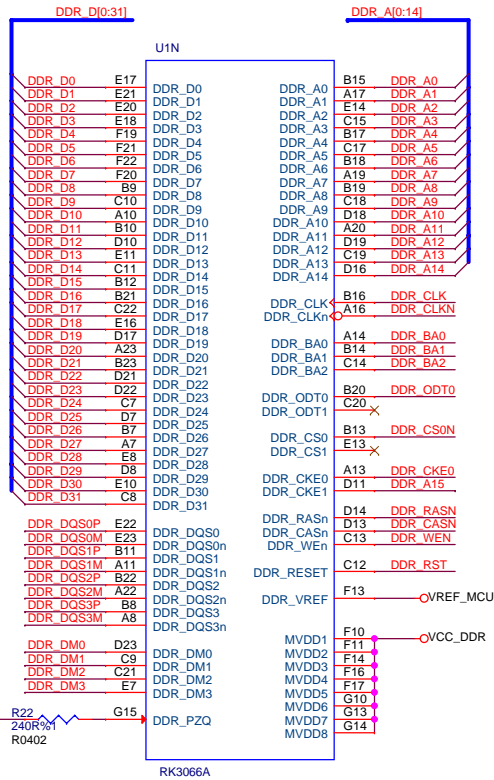 DDR_D[0:31] DDR_A[0:14]
U1N
DDR_D0 E17 DDR_D0 DDR_A0 B15 DDR_A0
DDR_D1 E21 DDR_D1 DDR_A1 A17 DDR_A1
DDR_D2 E20 DDR_D2 DDR_A2 E14 DDR_A2
DDR_D3 E18 DDR_D3 DDR_A3 C15 DDR_A3
DDR_D4 F19 DDR_D4 DDR_A4 B17 DDR_A4
DDR_D5 F21 DDR_D5 DDR_A5 C17 DDR_A5
DDR_D6 F22 DDR_D6 DDR_A6 B18 DDR_A6
DDR_D7 F20 DDR_D7 DDR_A7 A19 DDR_A7
DDR_D8 B9 DDR_D8 DDR_A8 B19 DDR_A8
DDR_D9 C10 DDR_D9 DDR_A9 C18 DDR_A9
DDR_D10 A10 DDR_D10 DDR_A10 D18 DDR_A10
DDR_D11 B10 DDR_D11 DDR_A11 A20 DDR_A11
DDR_D12 D10 DDR_D12 DDR_A12 D19 DDR_A12
DDR_D13 E11 DDR_D13 DDR_A13 C19 DDR_A13
DDR_D14 C11 DDR_D14 DDR_A14 D16 DDR_A14
DDR_D15 B12 DDR_D15
DDR_D16 B21 DDR_D16 DDR_CLK B16 DDR_CLK
DDR_D17 C22 DDR_D17 DDR_CLKn A16 DDR_CLKN
DDR_D18 E16 DDR_D18
DDR_D19 D17 DDR_D19 DDR_BA0 A14 DDR_BA0
DDR_D20 A23 DDR_D20 DDR_BA1 B14 DDR_BA1
DDR_D21 B23 DDR_D21 DDR_BA2 C14 DDR_BA2
DDR_D22 D21 DDR_D22
DDR_D23 D22 DDR_D23 DDR_ODT0 B20 DDR_ODT0
DDR_D24 C7 DDR_D24 DDR_ODT1 C20
DDR_D25 D7 DDR_D25
DDR_D26 B7 DDR_D26 DDR_CS0 B13 DDR_CS0N
DDR_D27 A7 DDR_D27 DDR_CS1 E13
DDR_D28 E8 DDR_D28
DDR_D29 D8 DDR_D29 DDR_CKE0 A13 DDR_CKE0
DDR_D30 E10 DDR_D30 DDR_CKE1 D11 DDR_A15
DDR_D31 C8 DDR_D31
DDR_RASn D14 DDR_RASN
DDR_DQS0P E22 DDR_DQS0 DDR_CASn D13 DDR_CASN
DDR_DQS0M E23 DDR_DQS0n DDR_WEn C13 DDR_WEN
DDR_DQS1P B11 DDR_DQS1
DDR_DQS1M A11 DDR_DQS1n DDR_RESET C12 DDR_RST
DDR_DQS2P B22 DDR_DQS2
DDR_DQS2M A22 DDR_DQS2n DDR_VREF F13 VREF_MCU
DDR_DQS3P B8 DDR_DQS3
DDR_DQS3M A8 DDR_DQS3n
MVDD1 F10 VCC_DDR
DDR_DM0 D23 DDR_DM0 MVDD2 F11
DDR_DM1 C9 DDR_DM1 MVDD3 F14
DDR_DM2 C21 DDR_DM2 MVDD4 F16
DDR_DM3 E7 DDR_DM3 MVDD5 F17
MVDD6 G10
R22 G15 DDR_PZQ MVDD7 G13
240R%1 MVDD8 G14
R0402
RK3066A